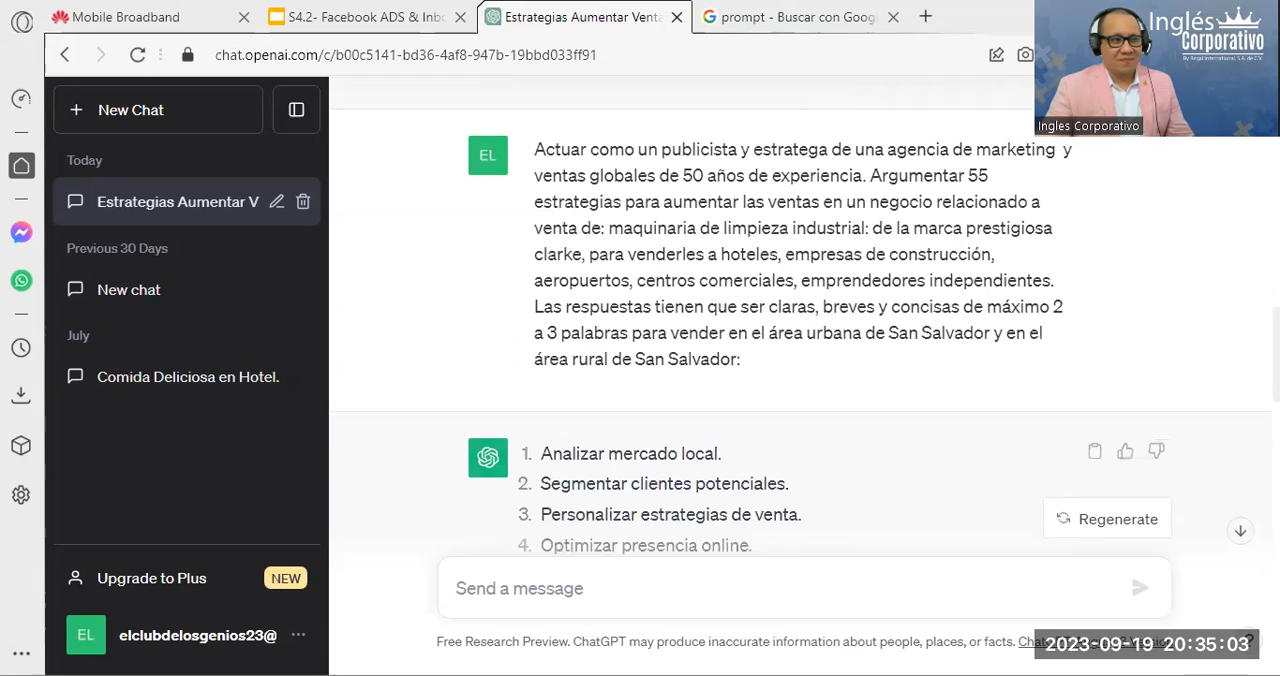 Mobile Broadband
S4.2- Facebook ADS & Inb
Estrategias Aumentar Venta
prompt - Buscar con Goog
chat.openai.com/c/b00c5141-bd36-4af8-947b-19bbd033ff91
Inglés
Corporativo
By Regal International, S.A. de C.V.
Ingles Corporativo
New Chat
Today
Estrategias Aumentar V
Previous 30 Days
New chat
July
Comida Deliciosa en Hotel.
Upgrade to Plus
NEW
EL
elclubdelosgenios23@
EL
Actuar como un publicista y estratega de una agencia de marketing y
ventas globales de 50 años de experiencia. Argumentar 55
estrategias para aumentar las ventas en un negocio relacionado a
venta de: maquinaria de limpieza industrial: de la marca prestigiosa
clarke, para venderles a hoteles, empresas de construcción,
aeropuertos, centros comerciales, emprendedores independientes.
Las respuestas tienen que ser claras, breves y concisas de máximo 2
a 3 palabras para vender en el área urbana de San Salvador y en el
área rural de San Salvador:
1. Analizar mercado local.
2. Segmentar clientes potenciales.
3. Personalizar estrategias de venta.
4. Optimizar presencia online.
Regenerate
Send a message
Free Research Preview. ChatGPT may produce inaccurate information about people, places, or facts.
2023-09-19 20:35:03